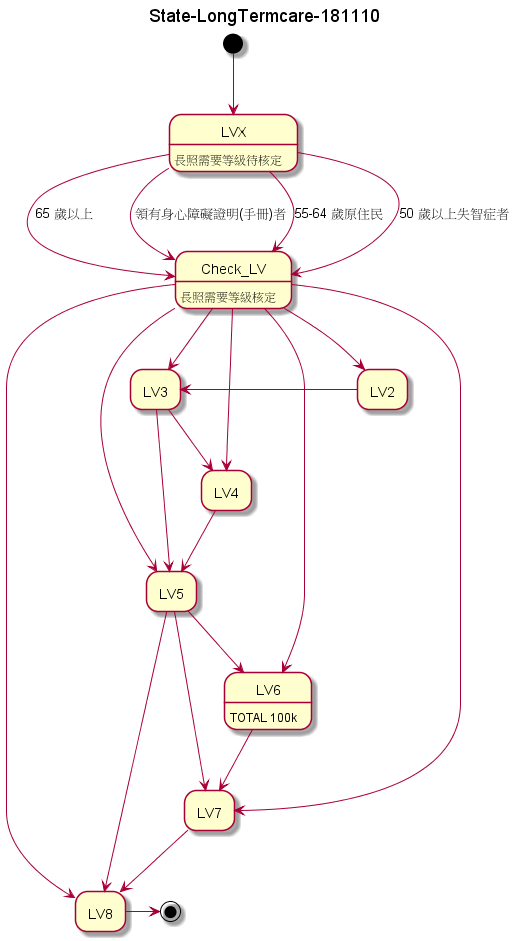 State-LongTermcare-181110
LVX
長照需要等級待核定
65 歲以上
領有身心障礙證明(手冊)者
55-64 歲原住民
50 歲以上失智症者
Check_LV
長照需要等級核定
LV3
LV2
LV4
LV5
LV6
TOTAL 100k
LV7
LV8